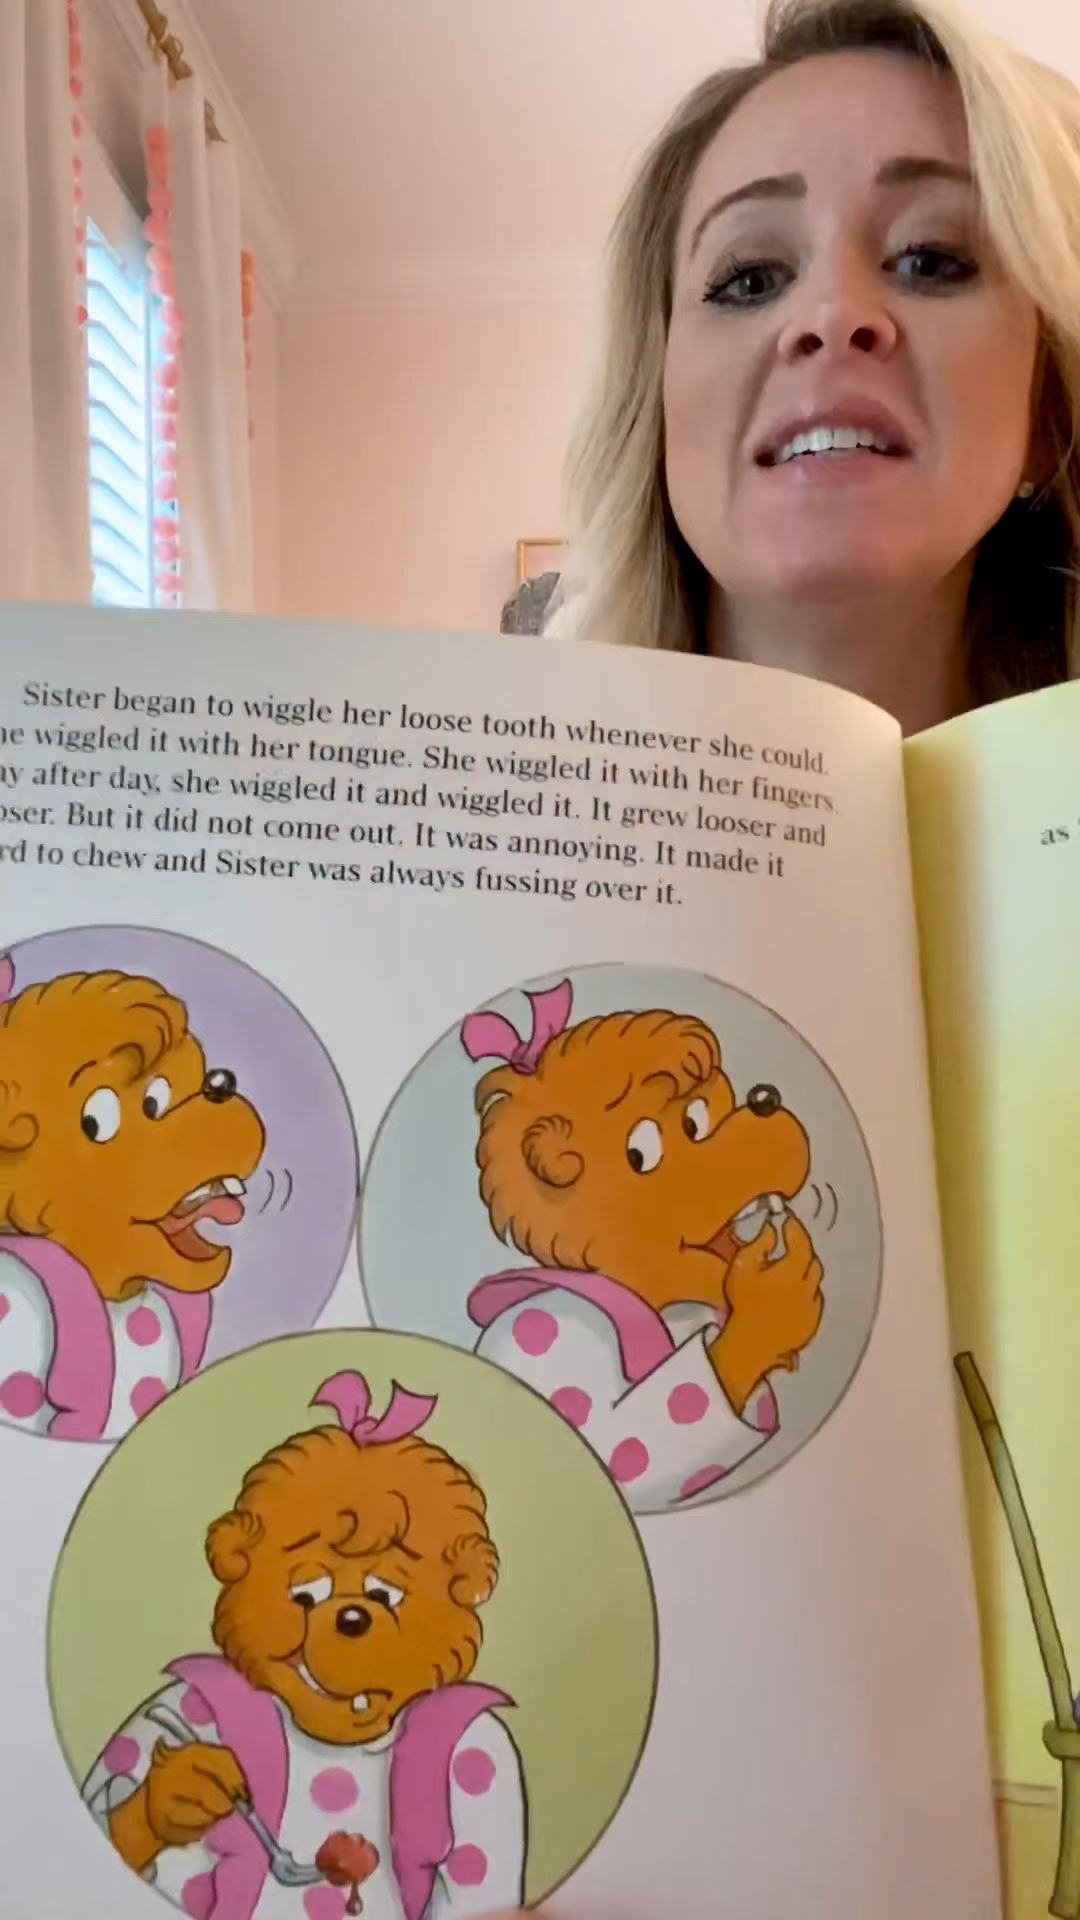 Sister began to wiggle her loose tooth whenever she could.
he wiggled it with her tongue. She wiggled it with her fingers.
ay after day, she wiggled it and wiggled it. It grew looser and
oser. But it did not come out. It was annoying. It made it
rd to chew and Sister was always fussing over it.
as